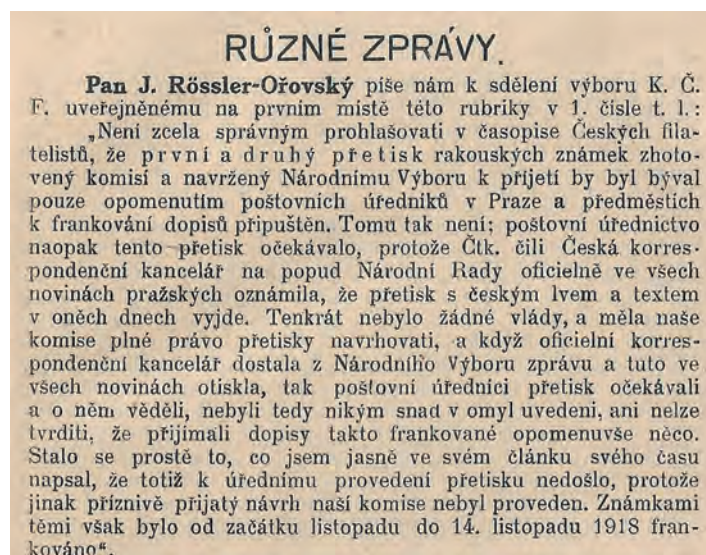 RŮZNÉ ZPRÁVY.
Pan J. Rössler-Ořovský píše nám k sdělení výboru K. Č.
F. uveřejněnému na prvním místě této rubriky v 1. čísle t. l.:
„Není zcela správným prohlašovati v časopise Českých fila-
telistů, že první a druhý přetisk rakouských známek zhoto-
vený komisí a navržený Národnímu Výboru k přijetí by byl býval
pouze opomenutím poštovních úředníků v Praze a předměstích
k frankování dopisů připuštěn. Tomu tak není; poštovní úřednictvo
naopak tento přetisk očekávalo, protože Čtk. čili Česká korres-
pondenční kancelář na popud Národní Rady oficielně ve všech
novinách pražských oznámila, že přetisk s českým lvem a textem
v oněch dnech vyjde. Tenkrát nebylo žádné vlády, a měla naše
komise plné právo přetisky navrhovati, a když oficielní korres-
pondenční kancelář dostala z Národního Výboru zprávu a tuto ve
všech novinách otiskla, tak poštovní úředníci přetisk očekávali
a o něm věděli, nebyli tedy nikým snad v omyl uvedeni, ani nelze
tvrditi, že přijímali dopisy takto frankované opomenuvše něco.
Stalo se prostě to, co jsem jasně ve svém článku svého času
napsal, že totiž k úřednímu provedení přetisku nedošlo, protože
jinak příznivě přijatý návrh naší komise nebyl proveden. Známkami
těmi však bylo od začátku listopadu do 14. listopadu 1918 fran-
kováno“.